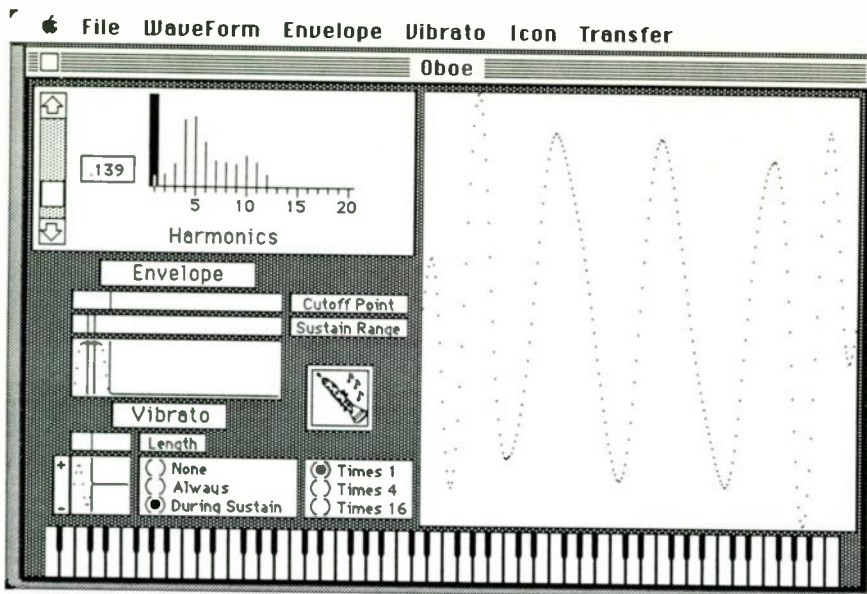 File WaveForm Envelope Vibrato Icon Transfer
Oboe
.139
5 10 15 20
Harmonics
Envelope
Cutoff Point
Sustain Range
Vibrato
Length
+
-
None
Always
During Sustain
Times 1
Times 4
Times 16